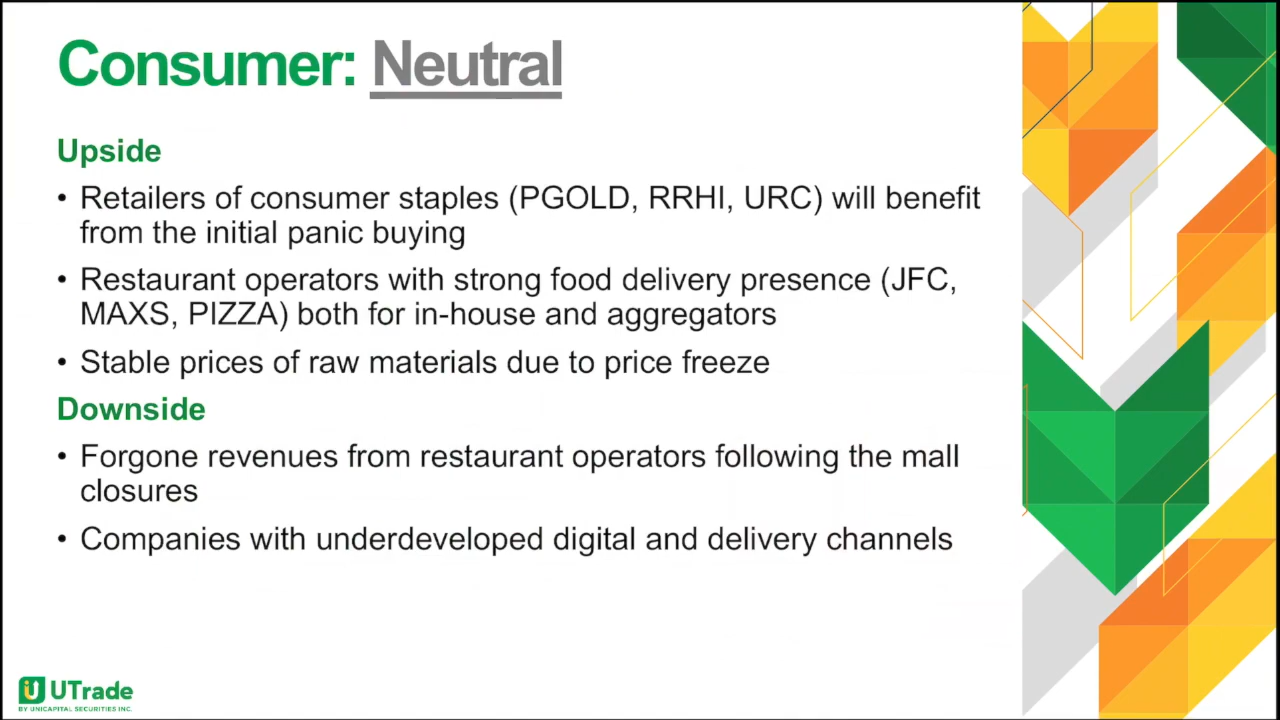 Consumer: Neutral
Upside
• Retailers of consumer staples (PGOLD, RRHI, URC) will benefit
from the initial panic buying
• Restaurant operators with strong food delivery presence (JFC,
MAXS, PIZZA) both for in-house and aggregators
• Stable prices of raw materials due to price freeze
Downside
• Forgone revenues from restaurant operators following the mall
closures
• Companies with underdeveloped digital and delivery channels
UTrade
BY UNICAPITAL SECURITIES INC.